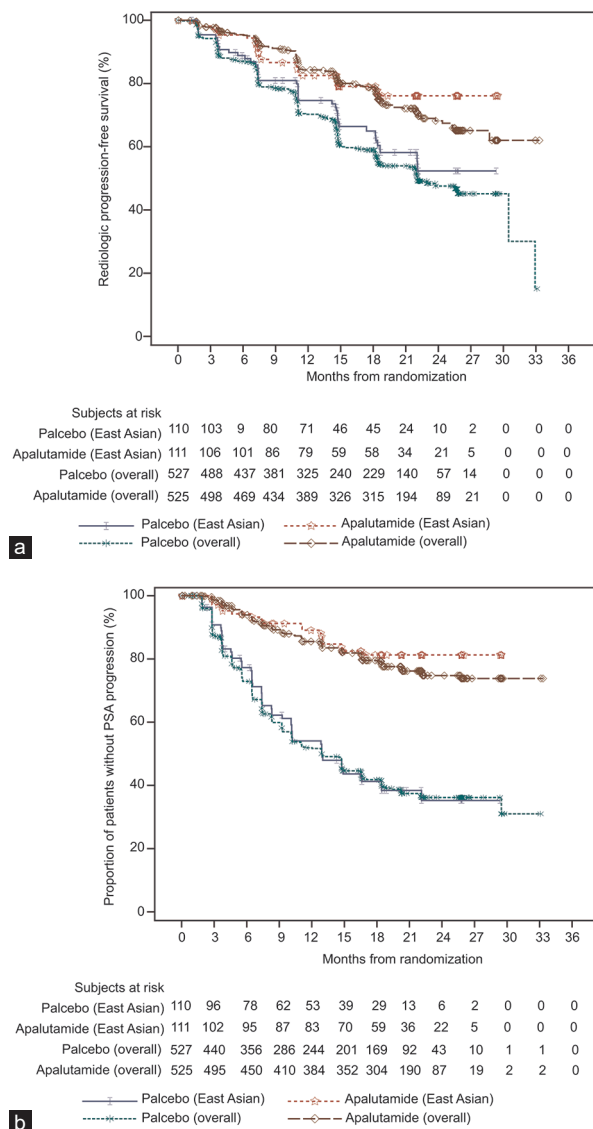 Rediologic progression-free survival (%)
100
80
60
40
20
0
0 3 6 9 12 15 18 21 24 27 30 33 36
Months from randomization
Subjects at risk
Palcebo (East Asian) 110 103 9 80 71 46 45 24 10 2 0 0 0
Apalutamide (East Asian) 111 106 101 86 79 59 58 34 21 5 0 0 0
Palcebo (overall) 527 488 437 381 325 240 229 140 57 14 0 0 0
Apalutamide (overall) 525 498 469 434 389 326 315 194 89 21 0 0 0
Palcebo (East Asian) Apalutamide (East Asian)
Palcebo (overall) Apalutamide (overall)
a
Proportion of patients without PSA progression (%)
100
80
60
40
20
0
0 3 6 9 12 15 18 21 24 27 30 33 36
Months from randomization
Subjects at risk
Palcebo (East Asian) 110 96 78 62 53 39 29 13 6 2 0 0 0
Apalutamide (East Asian) 111 102 95 87 83 70 59 36 22 5 0 0 0
Palcebo (overall) 527 440 356 286 244 201 169 92 43 10 1 1 0
Apalutamide (overall) 525 495 450 410 384 352 304 190 87 19 2 2 0
Palcebo (East Asian) Apalutamide (East Asian)
Palcebo (overall) Apalutamide (overall)
b